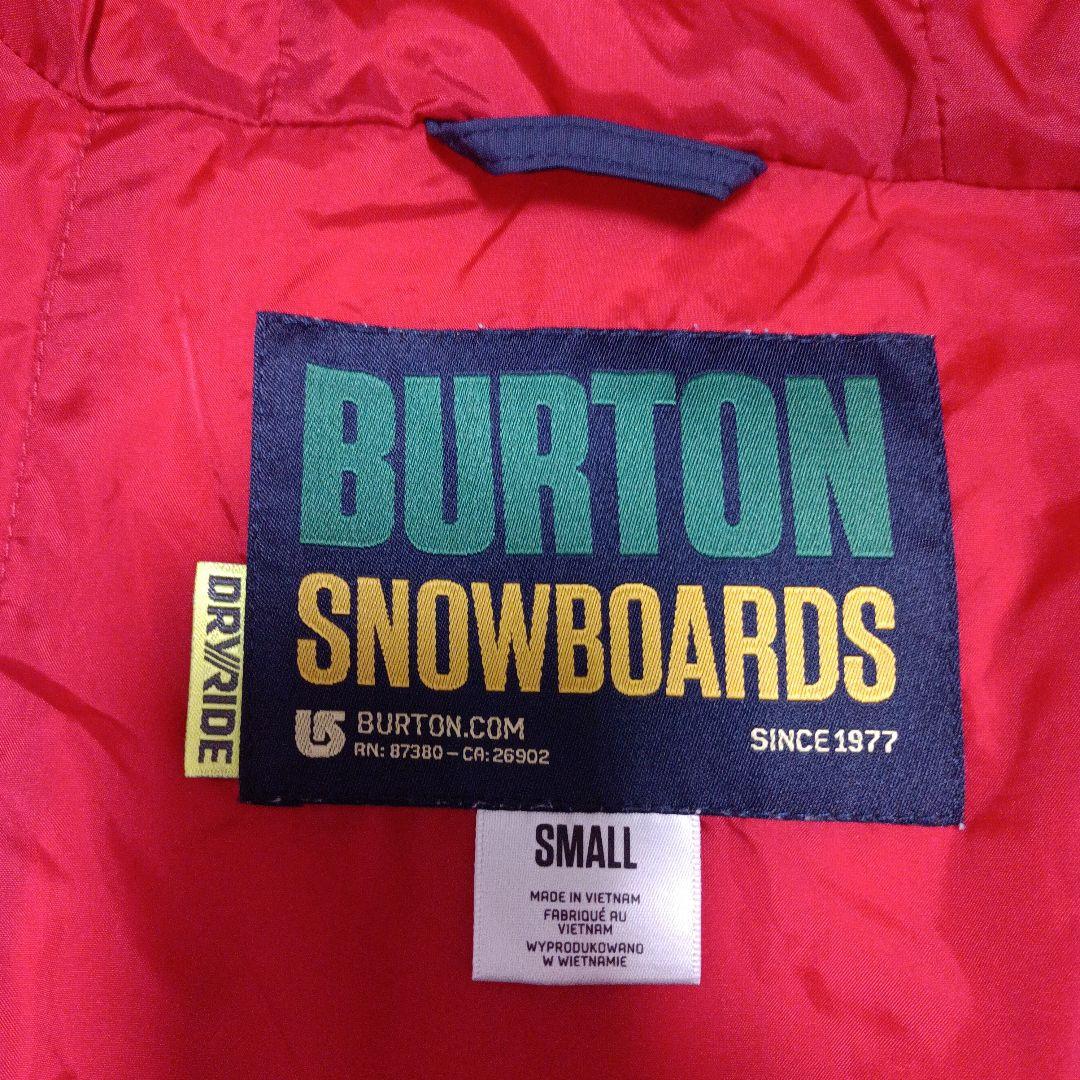 BURTON
SNOWBOARDS
BURTON.COM
RN: 87380 – CA: 26902
SINCE 1977
DRY//RIDE
SMALL
MADE IN VIETNAM
FABRIQUÉ AU
VIETNAM
WYPRODUKOWANO
W WIETNAMIE